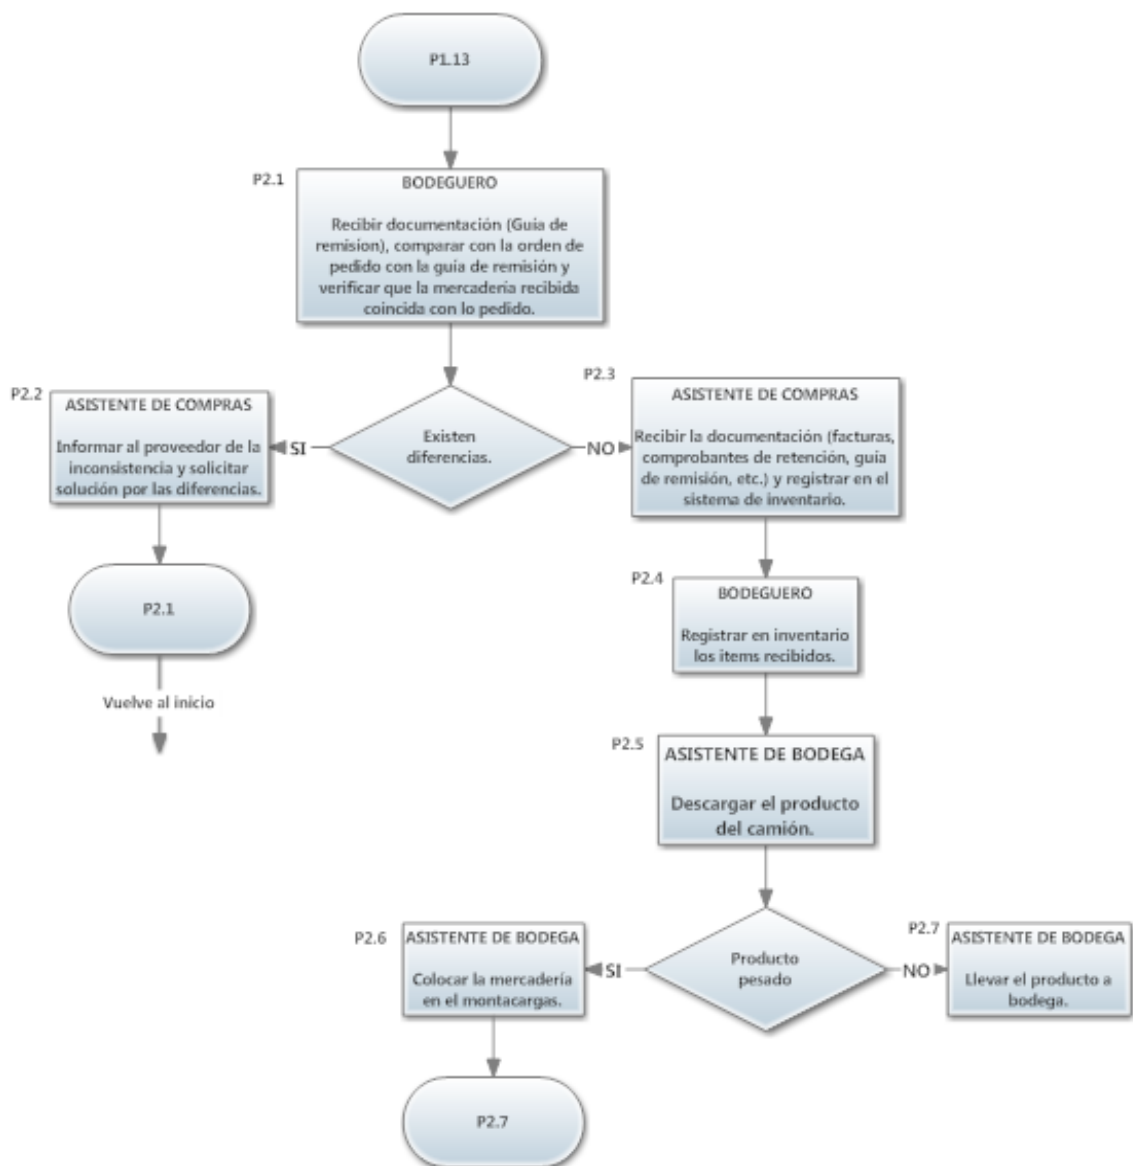 P1.13
P2.1
BODEGUERO
Recibir documentación (Guia de
remision), comparar con la orden de
pedido con la guía de remisión y
verificar que la mercadería recibida
coincida con lo pedido.
Existen
diferencias.
SI
NO
P2.2
ASISTENTE DE COMPRAS
Informar al proveedor de la
inconsistencia y solicitar
solución por las diferencias.
P2.1
Vuelve al inicio
P2.3
ASISTENTE DE COMPRAS
Recibir la documentación (facturas,
comprobantes de retención, guía
de remisión, etc.) y registrar en el
sistema de inventario.
P2.4
BODEGUERO
Registrar en inventario
los items recibidos.
P2.5
ASISTENTE DE BODEGA
Descargar el producto
del camión.
Producto
pesado
SI
NO
P2.6
ASISTENTE DE BODEGA
Colocar la mercadería
en el montacargas.
P2.7
P2.7
ASISTENTE DE BODEGA
Llevar el producto a
bodega.